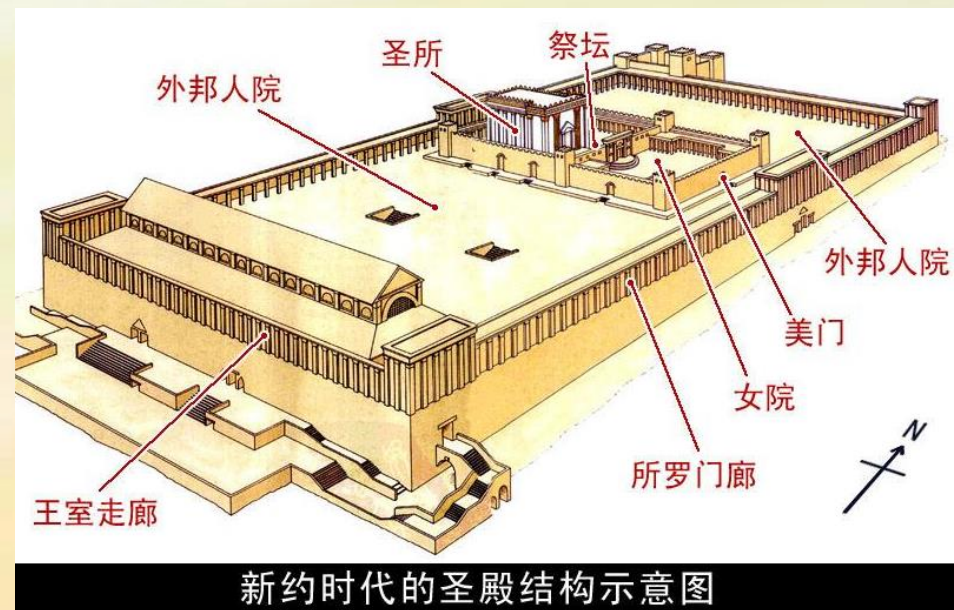 圣所
祭坛
外邦人院
外邦人院
美门
女院
所罗门廊
N
王室走廊
新约时代的圣殿结构示意图